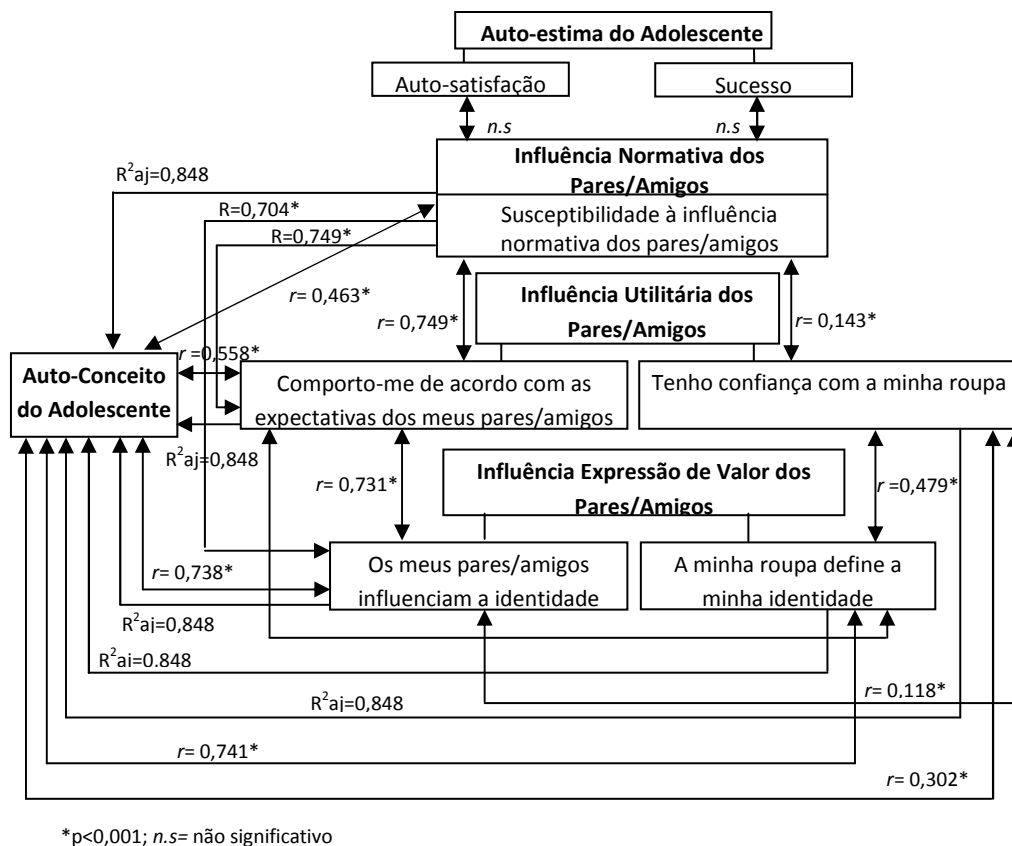 Auto-estima do Adolescente
Auto-satisfação
Sucesso
n.s
n.s
Influência Normativa dos
Pares/Amigos
R²aj=0,848
R=0,704*
Susceptibilidade à influência
normativa dos pares/amigos
R=0,749*
r= 0,463*
Influência Utilitária dos
Pares/Amigos
r= 0,749*
r= 0,143*
r =0,558*
Auto-Conceito
do Adolescente
Comporto-me de acordo com as
expectativas dos meus pares/amigos
Tenho confiança com a minha roupa
R²aj=0,848
Influência Expressão de Valor dos
Pares/Amigos
r= 0,731*
r =0,479*
Os meus pares/amigos
influenciam a identidade
A minha roupa define a
minha identidade
r= 0,738*
R²aj=0,848
R²aj=0.848
r= 0,118*
R²aj=0,848
r= 0,741*
r= 0,302*
*p<0,001; n.s= não significativo